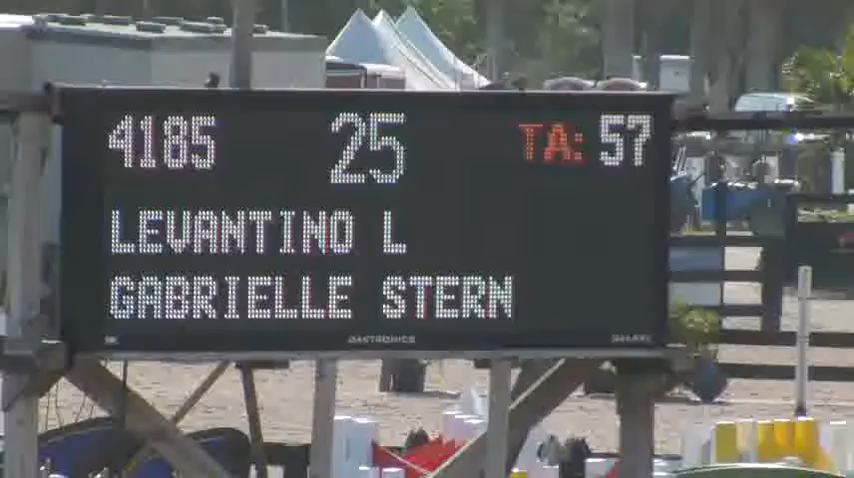 4185 25 TA: 57
LEVANTINO L
GABRIELLE STERN
DAKTRONICS